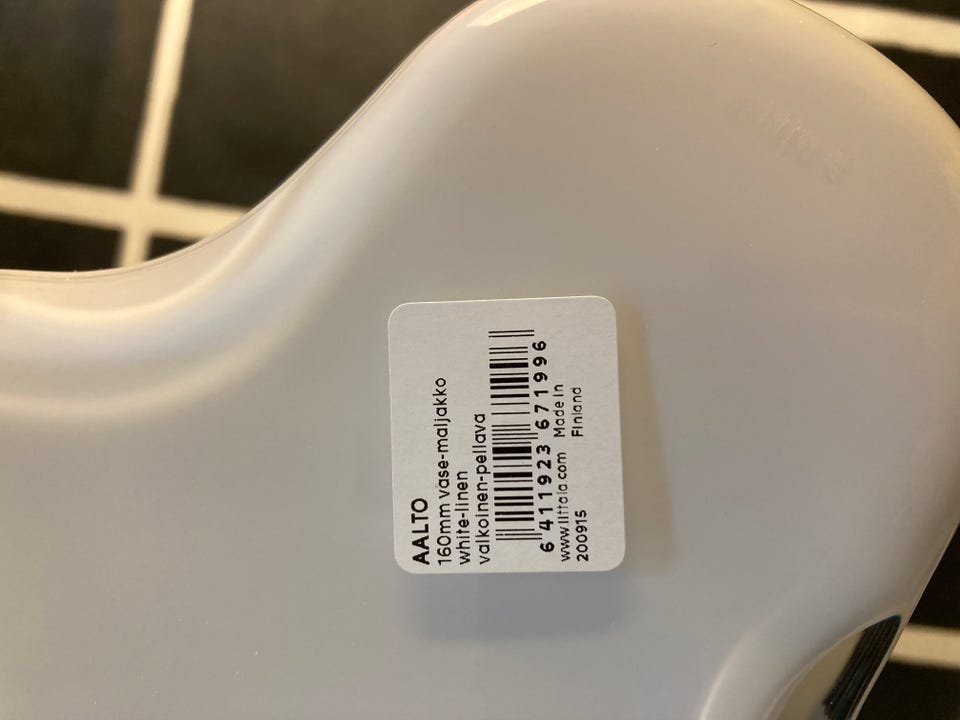 AALTO
160mm vase-maljakko
white-linen
valkoinen-pellava
6 411923 671996
www.iittala.com Made in
200915 Finland